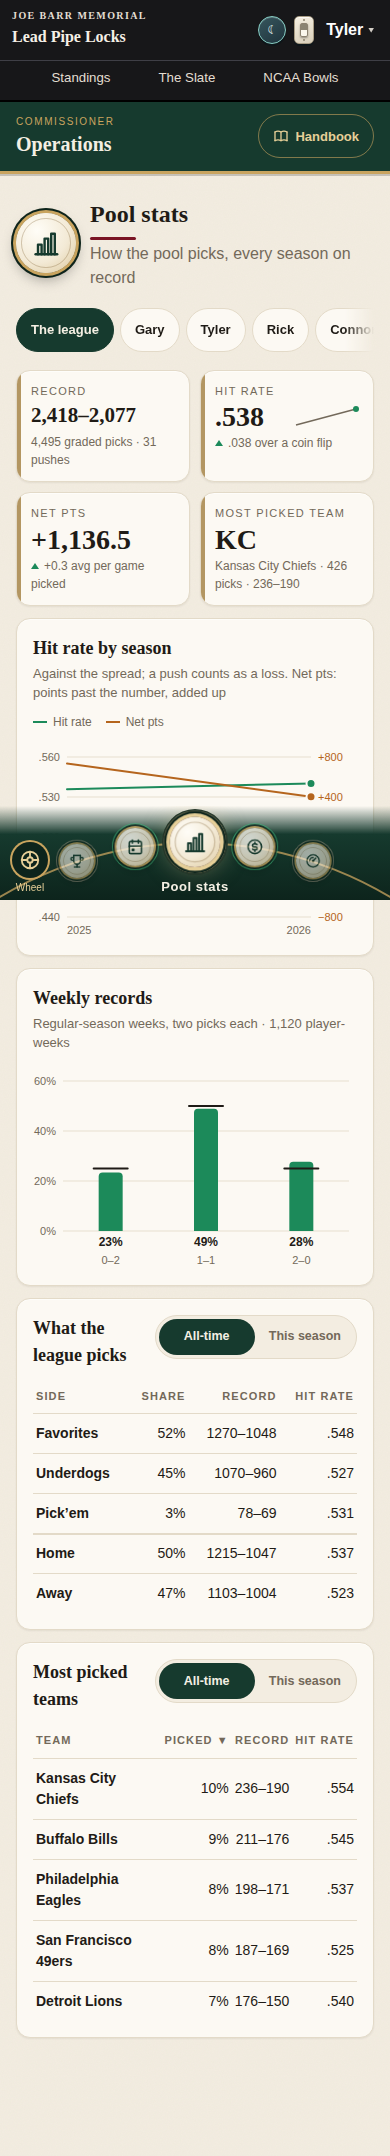 JOE BARR MEMORIAL
Lead Pipe Locks
Tyler ▾
Standings The Slate NCAA Bowls
COMMISSIONER
Operations
Handbook
Pool stats
How the pool picks, every season on
record
The league Gary Tyler Rick
RECORD
2,418–2,077
4,495 graded picks · 31
pushes
HIT RATE
.538
▲ .038 over a coin flip
NET PTS
+1,136.5
▲ +0.3 avg per game
picked
MOST PICKED TEAM
KC
Kansas City Chiefs · 426
picks · 236–190
Hit rate by season
Against the spread; a push counts as a loss. Net pts:
points past the number, added up
Hit rate Net pts
.560 +800
.530 +400
Wheel
Pool stats
.440 −800
2025 2026
Weekly records
Regular-season weeks, two picks each · 1,120 player-
weeks
60%
40%
20%
0%
23% 49% 28%
0–2 1–1 2–0
What the
league picks
All-time This season
SIDE SHARE RECORD HIT RATE
Favorites 52% 1270–1048 .548
Underdogs 45% 1070–960 .527
Pick’em 3% 78–69 .531
Home 50% 1215–1047 .537
Away 47% 1103–1004 .523
Most picked
teams
All-time This season
TEAM PICKED ▼ RECORD HIT RATE
Kansas City
Chiefs 10% 236–190 .554
Buffalo Bills 9% 211–176 .545
Philadelphia
Eagles 8% 198–171 .537
San Francisco
49ers 8% 187–169 .525
Detroit Lions 7% 176–150 .540